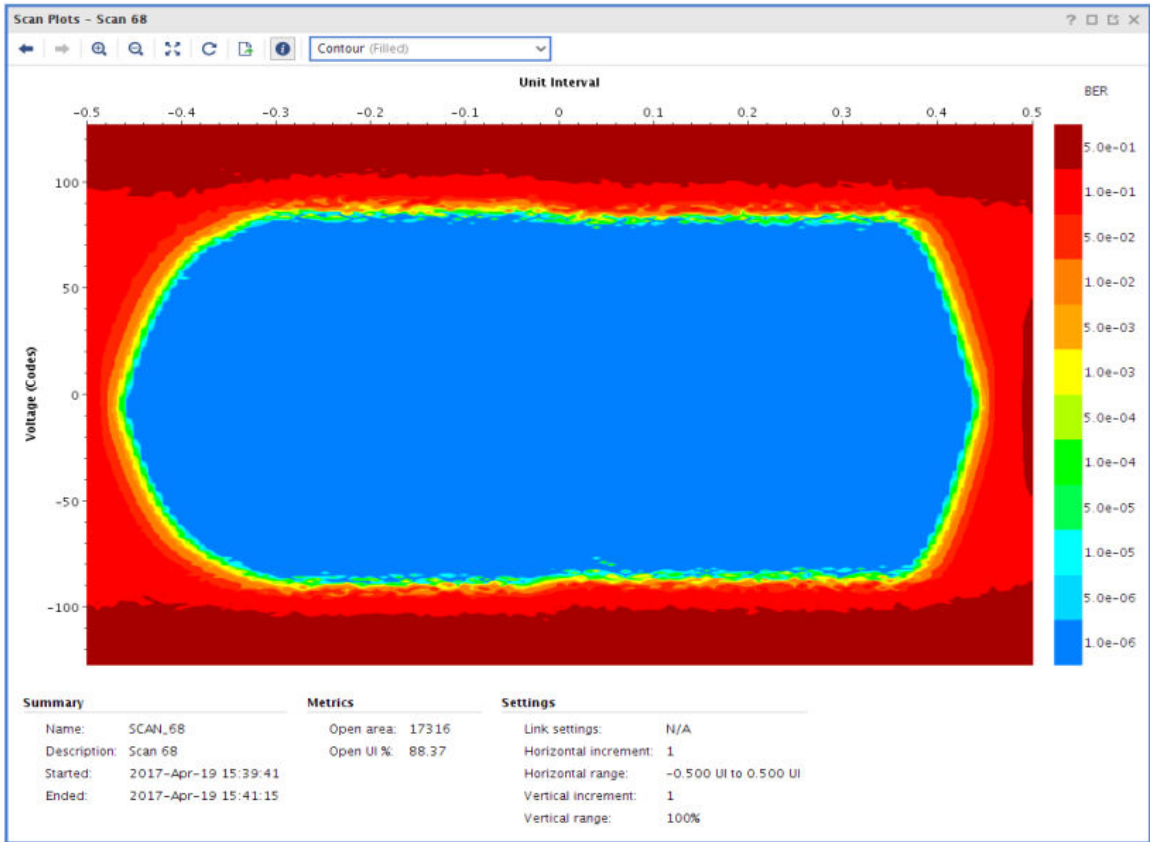 Scan Plots - Scan 68
? 
Contour (Filled)
Unit Interval
BER
-0.5 -0.4 -0.3 -0.2 -0.1 0 0.1 0.2 0.3 0.4 0.5
Voltage (Codes)
100
50
0
-50
-100
5.0e-01
1.0e-01
5.0e-02
1.0e-02
5.0e-03
1.0e-03
5.0e-04
1.0e-04
5.0e-05
1.0e-05
5.0e-06
1.0e-06
Summary
Name: SCAN_68
Description: Scan 68
Started: 2017-Apr-19 15:39:41
Ended: 2017-Apr-19 15:41:15
Metrics
Open area: 17316
Open UI %: 88.37
Settings
Link settings: N/A
Horizontal increment: 1
Horizontal range: -0.500 UI to 0.500 UI
Vertical increment: 1
Vertical range: 100%